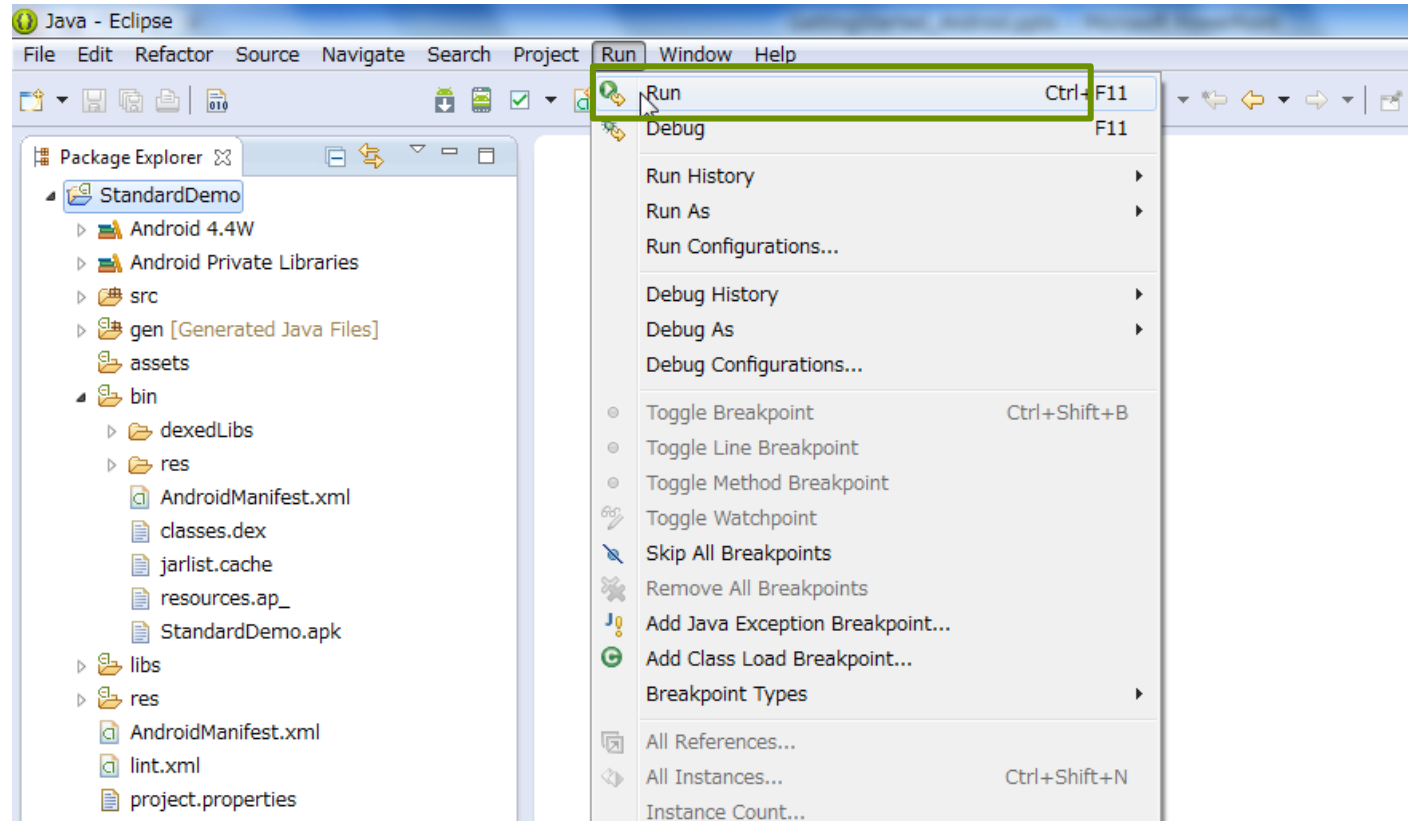 Java - Eclipse
File Edit Refactor Source Navigate Search Project Run Window Help
Package Explorer
StandardDemo
Android 4.4W
Android Private Libraries
src
gen [Generated Java Files]
assets
bin
dexedLibs
res
AndroidManifest.xml
classes.dex
jarlist.cache
resources.ap_
StandardDemo.apk
libs
res
AndroidManifest.xml
lint.xml
project.properties
Run Ctrl+F11
Debug F11
Run History
Run As
Run Configurations...
Debug History
Debug As
Debug Configurations...
Toggle Breakpoint Ctrl+Shift+B
Toggle Line Breakpoint
Toggle Method Breakpoint
Toggle Watchpoint
Skip All Breakpoints
Remove All Breakpoints
Add Java Exception Breakpoint...
Add Class Load Breakpoint...
Breakpoint Types
All References...
All Instances... Ctrl+Shift+N
Instance Count...